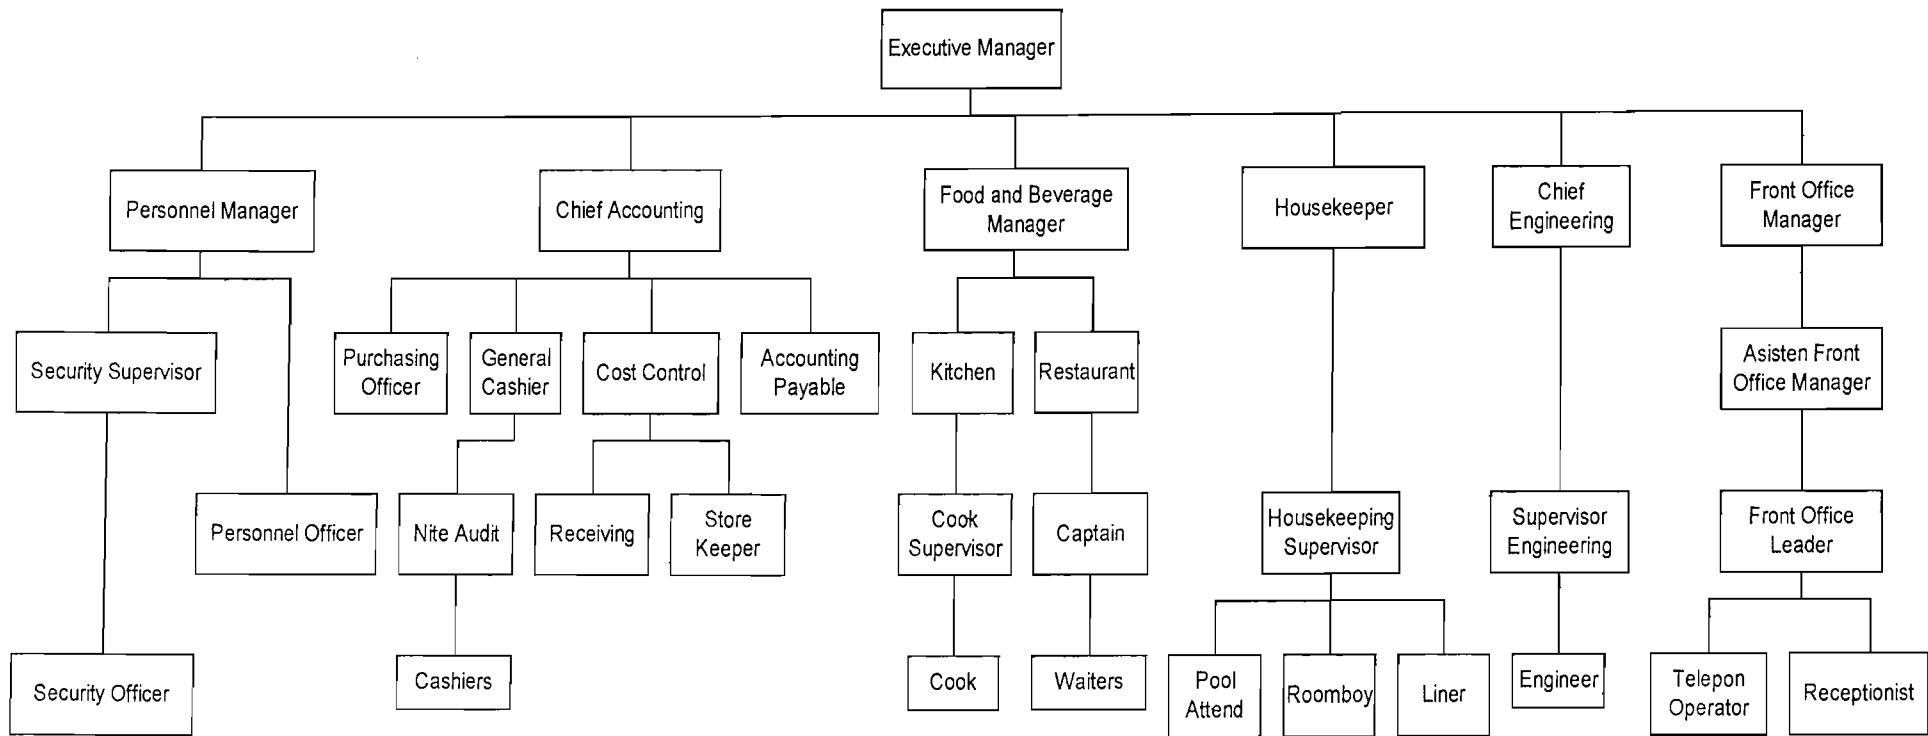 Executive Manager
Personnel Manager
Chief Accounting
Food and Beverage
Manager
Housekeeper
Chief
Engineering
Front Office
Manager
Security Supervisor
Purchasing
Officer
General
Cashier
Cost Control
Accounting
Payable
Kitchen
Restaurant
Asisten Front
Office Manager
Personnel Officer
Nite Audit
Receiving
Store
Keeper
Cook
Supervisor
Captain
Housekeeping
Supervisor
Supervisor
Engineering
Front Office
Leader
Security Officer
Cashiers
Cook
Waiters
Pool
Attend
Roomboy
Liner
Engineer
Telepon
Operator
Receptionist